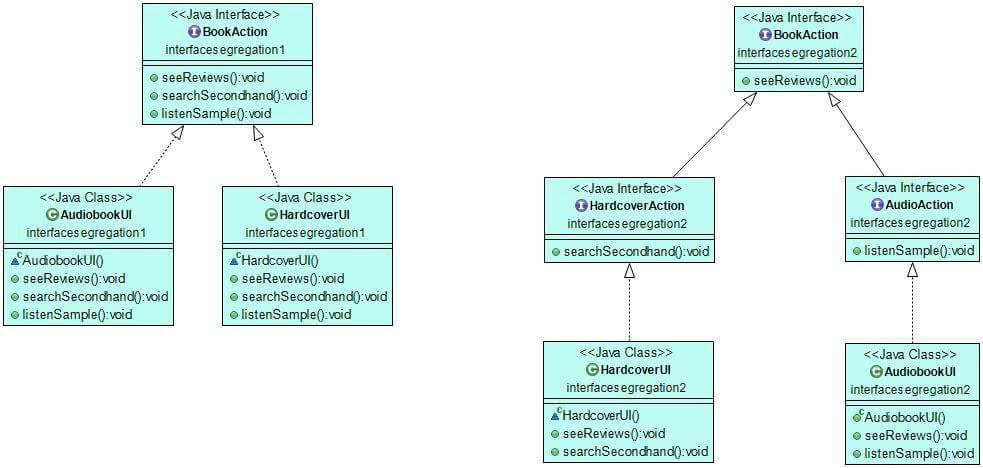 <<Java Interface>>
BookAction
interfacesegregation1
seeReviews():void
searchSecondhand():void
listenSample():void
<<Java Class>>
AudiobookUI
interfacesegregation1
AudiobookUI()
seeReviews():void
searchSecondhand():void
listenSample():void
<<Java Class>>
HardcoverUI
interfacesegregation1
HardcoverUI()
seeReviews():void
searchSecondhand():void
listenSample():void
<<Java Interface>>
BookAction
interfacesegregation2
seeReviews():void
<<Java Interface>>
HardcoverAction
interfacesegregation2
searchSecondhand():void
<<Java Interface>>
AudioAction
interfacesegregation2
listenSample():void
<<Java Class>>
HardcoverUI
interfacesegregation2
HardcoverUI()
seeReviews():void
searchSecondhand():void
<<Java Class>>
AudiobookUI
interfacesegregation2
AudiobookUI()
seeReviews():void
listenSample():void